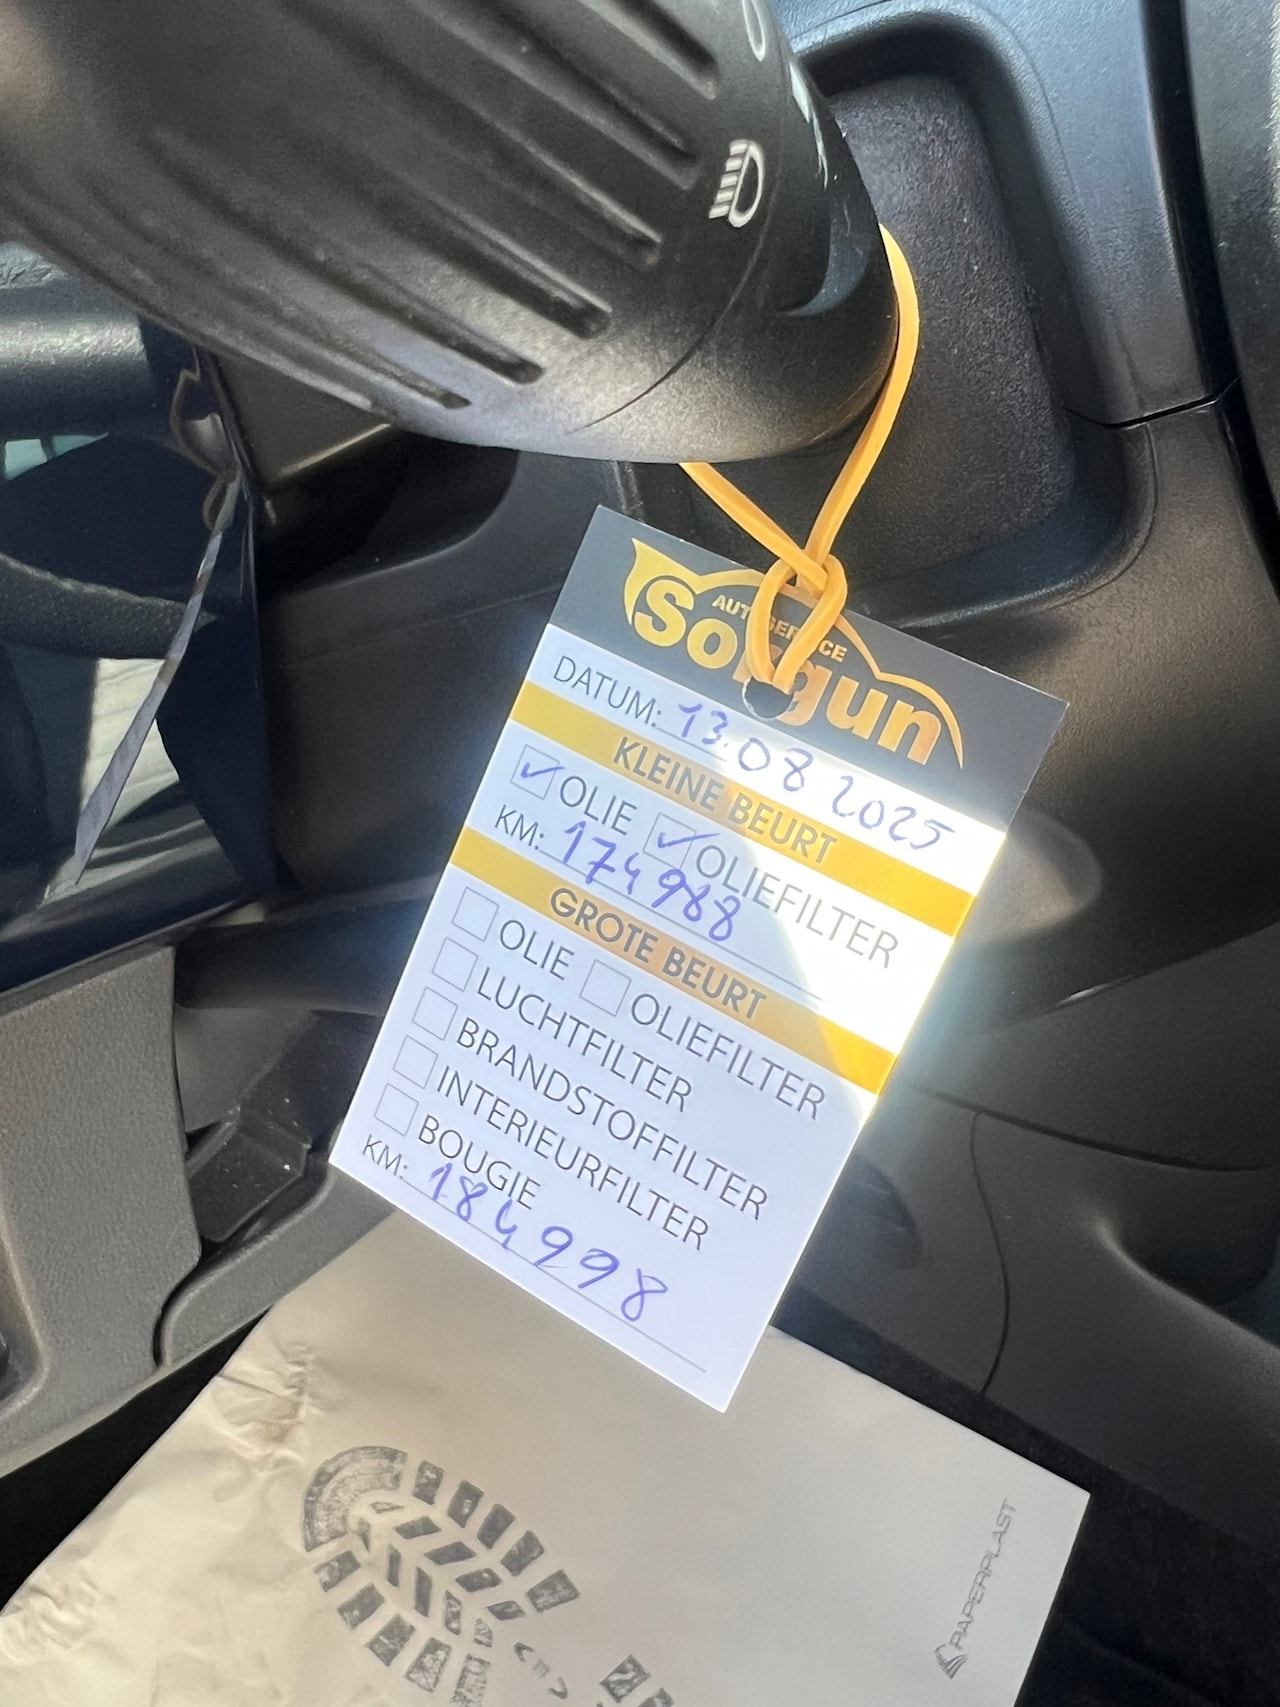 AUTOSERVICE
Sorgun
DATUM: 13.08 2025
KLEINE BEURT
OLIE OLIEFILTER
KM: 174988
GROTE BEURT
OLIE OLIEFILTER
LUCHTFILTER
BRANDSTOFFILTER
INTERIEURFILTER
BOUGIE
KM: 184998
PAPERPLAST